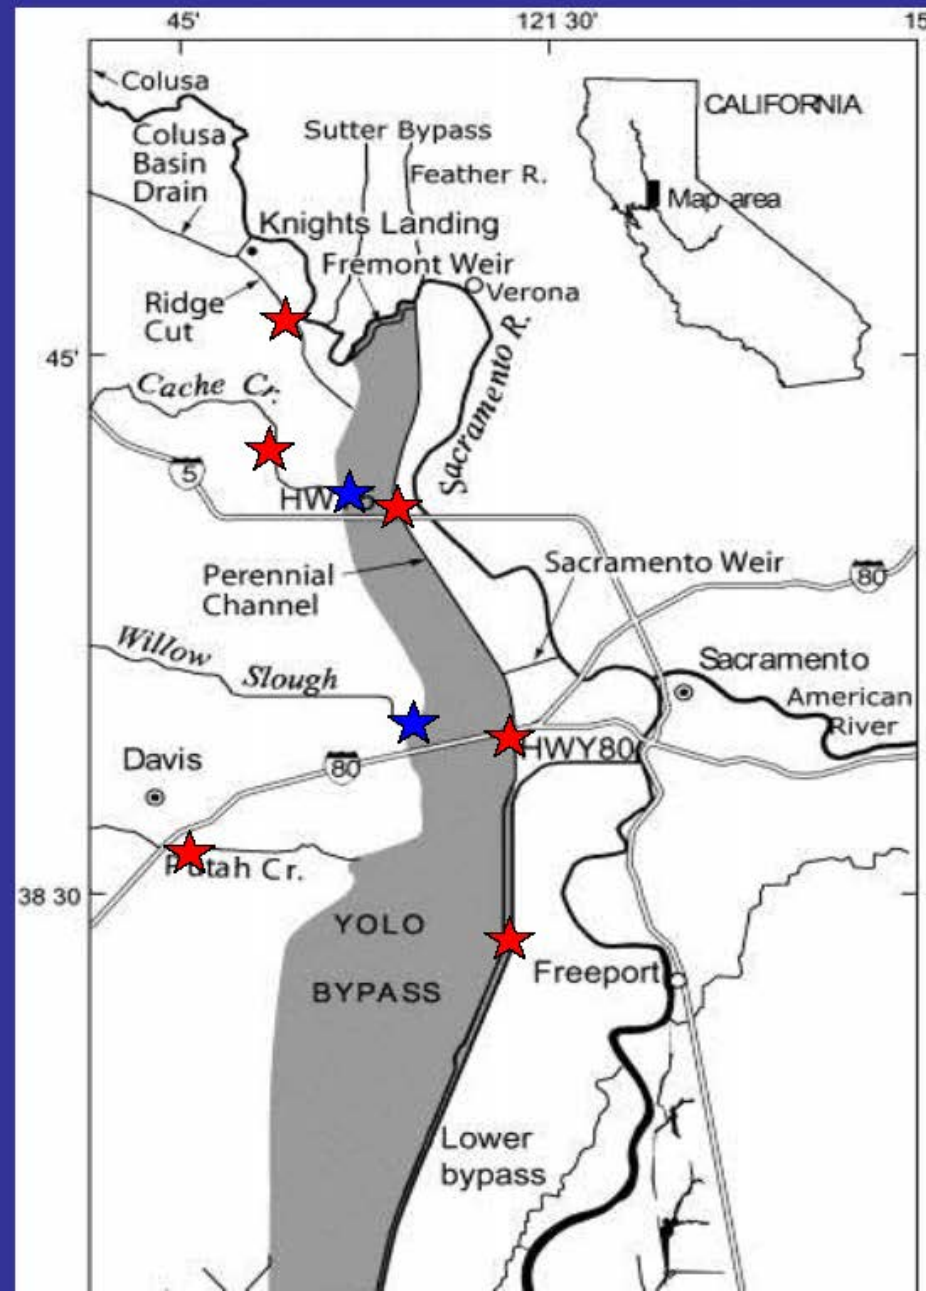 45'
121 30'
15
Colusa
Colusa
Basin
Drain
Sutter Bypass
Feather R.
CALIFORNIA
Map area
Knights Landing
Fremont Weir
Verona
Ridge
Cut
45'
Cache Cr.
Sacramento R.
5
Perennial
Channel
Sacramento Weir
80
Willow
Slough
Sacramento
American
River
Davis
80
HWY80
Cr.
38 30
YOLO
BYPASS
Freeport
Lower
bypass